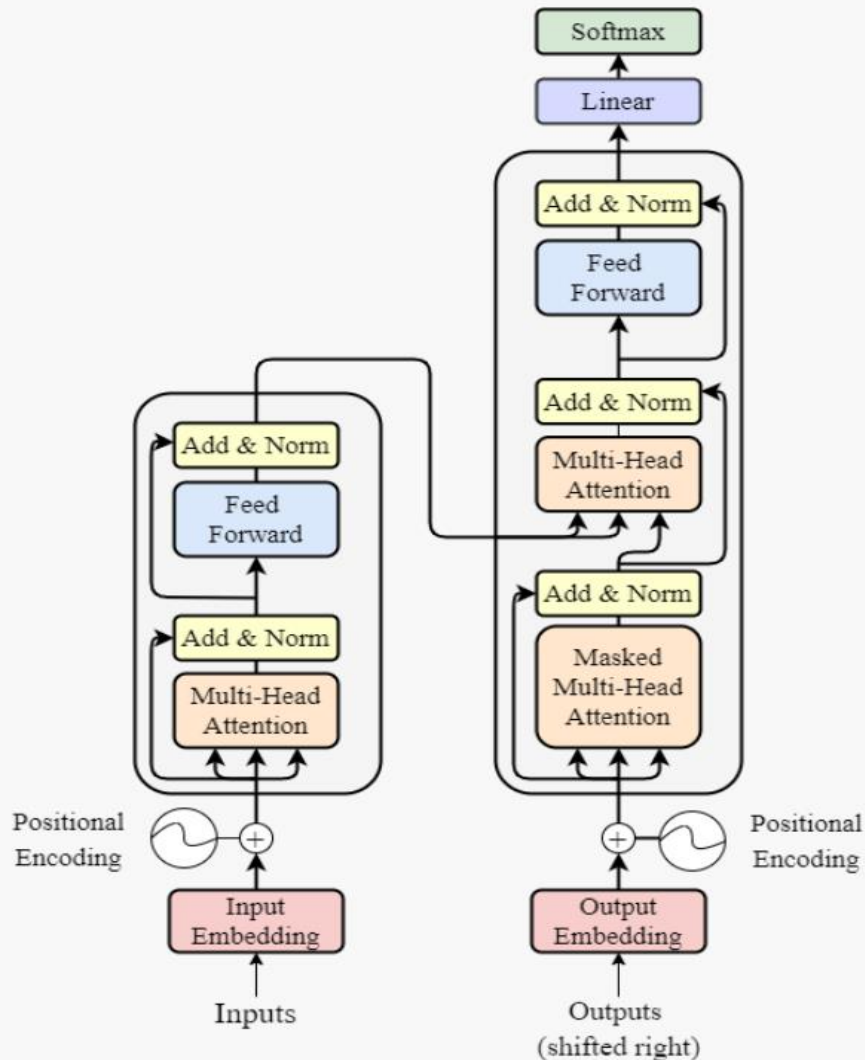 Softmax
Linear
Add & Norm
Feed
Forward
Add & Norm
Multi-Head
Attention
Add & Norm
Masked
Multi-Head
Attention
Add & Norm
Feed
Forward
Add & Norm
Multi-Head
Attention
Positional
Encoding
+
+
Positional
Encoding
Input
Embedding
Output
Embedding
Inputs
Outputs
(shifted right)